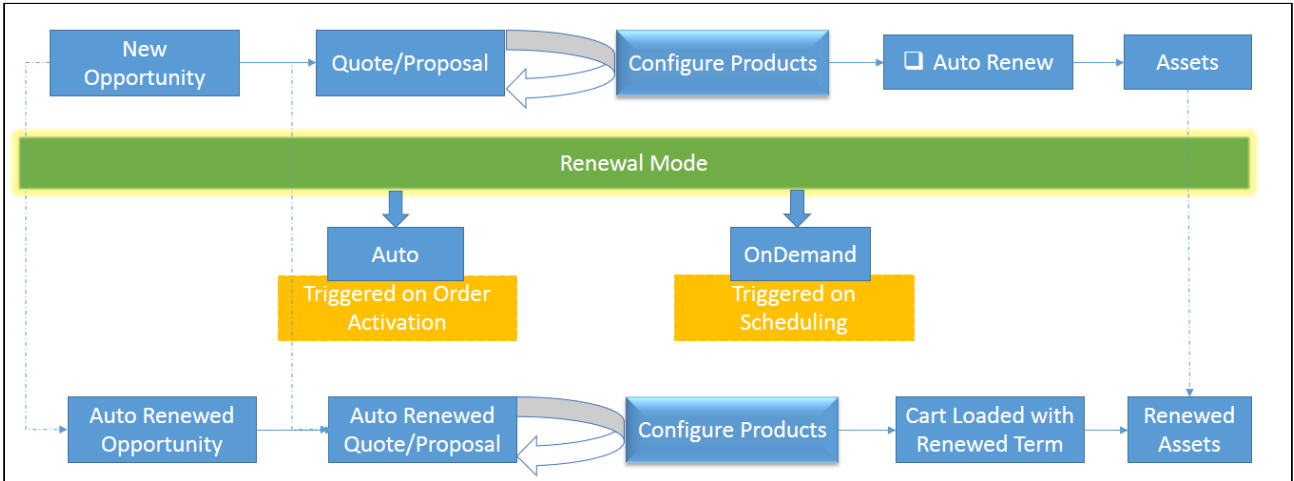 New
Opportunity
Quote/Proposal
Configure Products
❑ Auto Renew
Assets
Renewal Mode
Auto
Triggered on Order
Activation
OnDemand
Triggered on
Scheduling
Auto Renewed
Opportunity
Auto Renewed
Quote/Proposal
Configure Products
Cart Loaded with
Renewed Term
Renewed
Assets